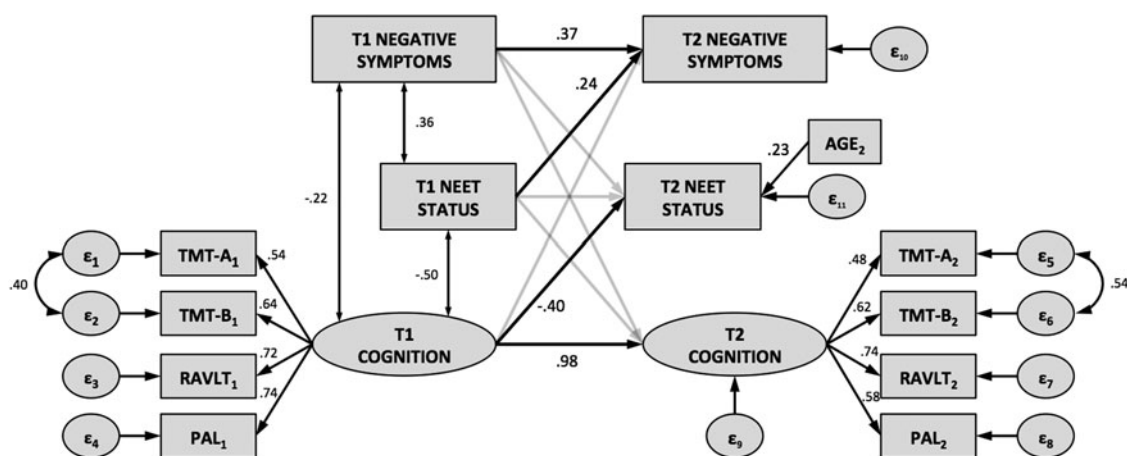 T1 NEGATIVE
SYMPTOMS
.37
T2 NEGATIVE
SYMPTOMS
ε₁₀
.24
.36
AGE₂
.23
T1 NEET
STATUS
T2 NEET
STATUS
ε₁₁
-.22
-.50
-.40
ε₁
TMT-A₁
.54
.40
ε₂
TMT-B₁
.64
ε₃
RAVLT₁
.72
ε₄
PAL₁
.74
T1
COGNITION
.98
T2
COGNITION
ε₉
.48
TMT-A₂
ε₅
.54
.62
TMT-B₂
ε₆
.74
RAVLT₂
ε₇
.58
PAL₂
ε₈